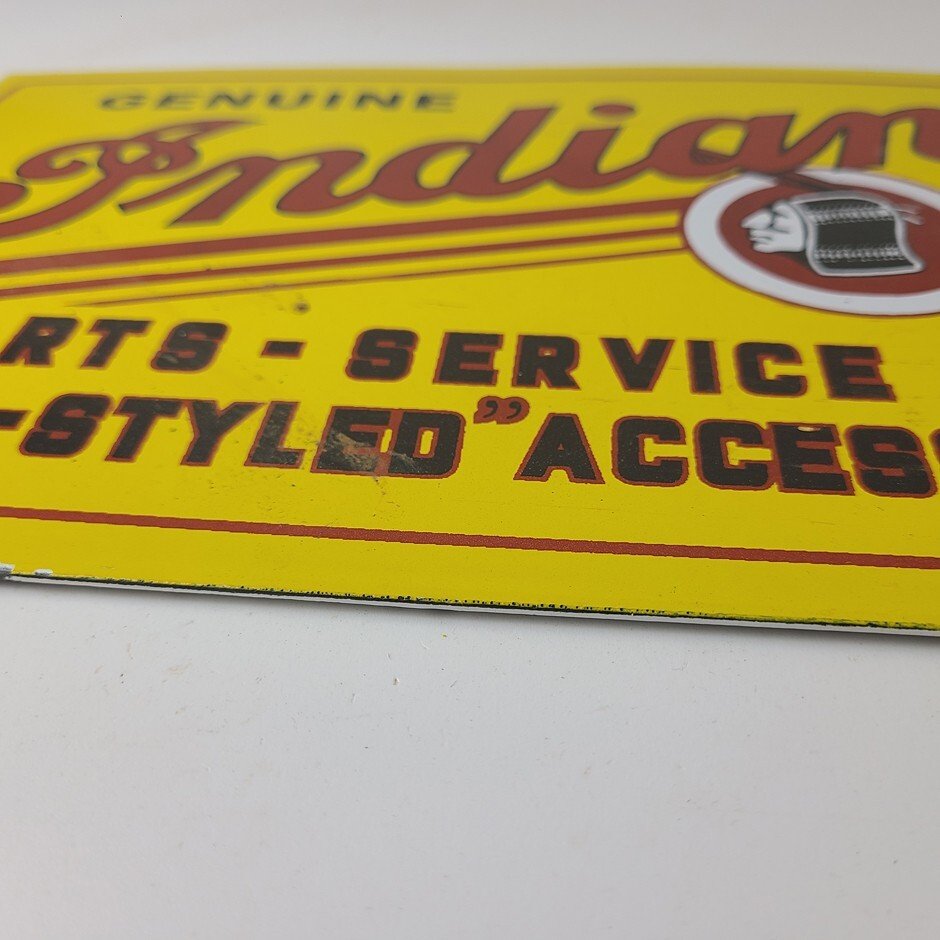 GENUINE
Indian
RTS - SERVICE
-STYLED” ACCES